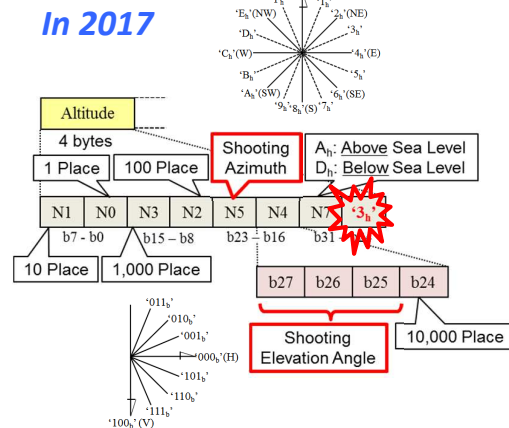 In 2017
'Eh'(NW)
'2h'(NE)
'Dh'
'3h'
'Ch'(W)
'4h'(E)
'Bh'
'5h'
'Ah'(SW)
'6h'(SE)
'9h'
'8h'(S)
'7h'
Altitude
4 bytes
Shooting Azimuth
Ah: Above Sea Level
Dh: Below Sea Level
1 Place
100 Place
N1
N0
N3
N2
N5
N4
'3h'
b7 - b0
b15 – b8
b23 – b16
b31
10 Place
1,000 Place
b27
b26
b25
b24
Shooting
Elevation Angle
10,000 Place
'011b'
'010b'
'001b'
'000b'(H)
'101b'
'110b'
'111b'
'100b'(V)